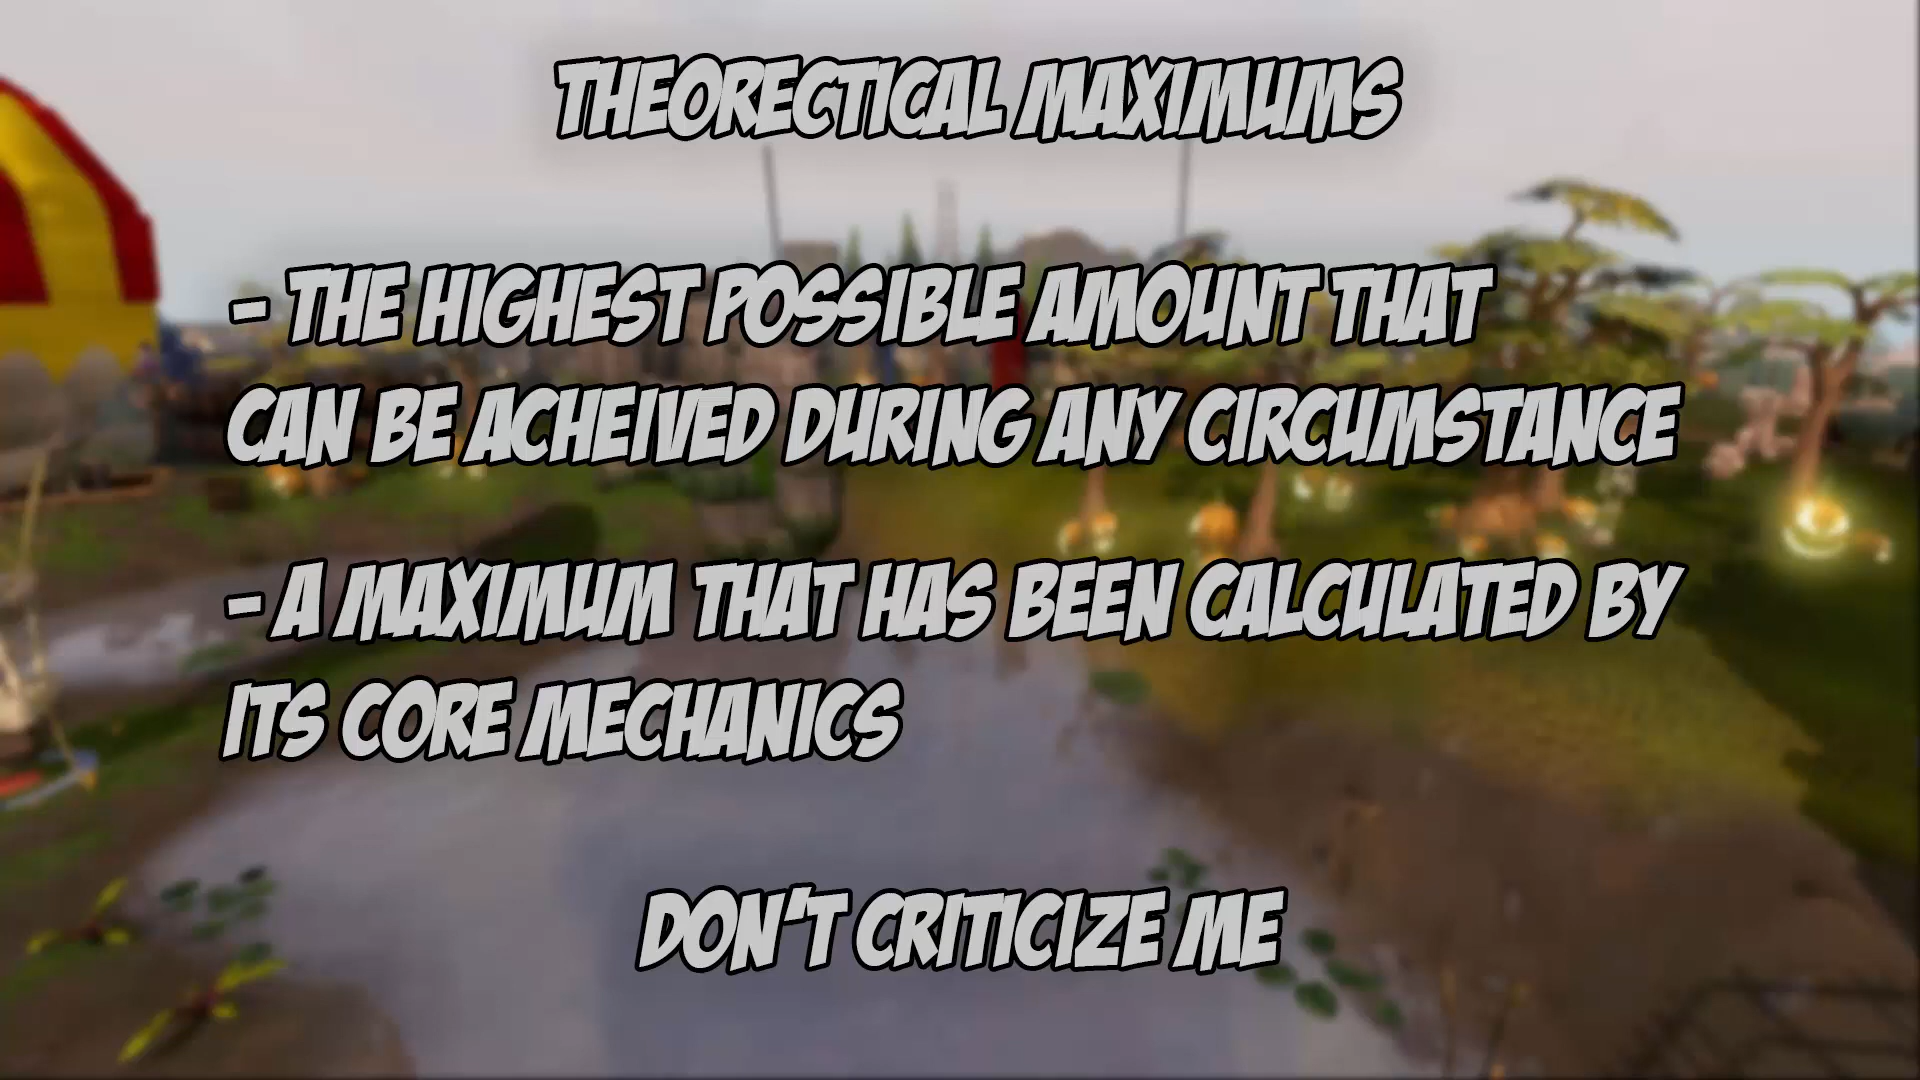 THEORECTICAL MAXIMUMS
- THE HIGHEST POSSIBLE AMOUNT THAT
CAN BE ACHEIVED DURING ANY CIRCUMSTANCE
- A MAXIMUM THAT HAS BEEN CALCULATED BY
ITS CORE MECHANICS
DON'T CRITICIZE ME